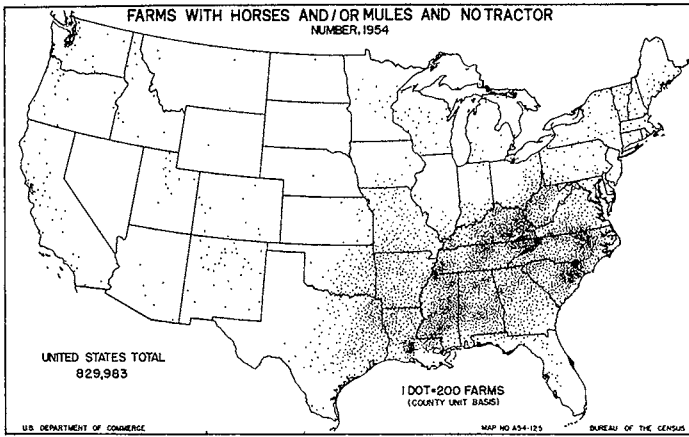 FARMS WITH HORSES AND/OR MULES AND NO TRACTOR
NUMBER, 1954
UNITED STATES TOTAL
829,983
1 DOT=200 FARMS
(COUNTY UNIT BASIS)
U.S. DEPARTMENT OF COMMERCE
MAP NO A54-125
BUREAU OF THE CENSUS